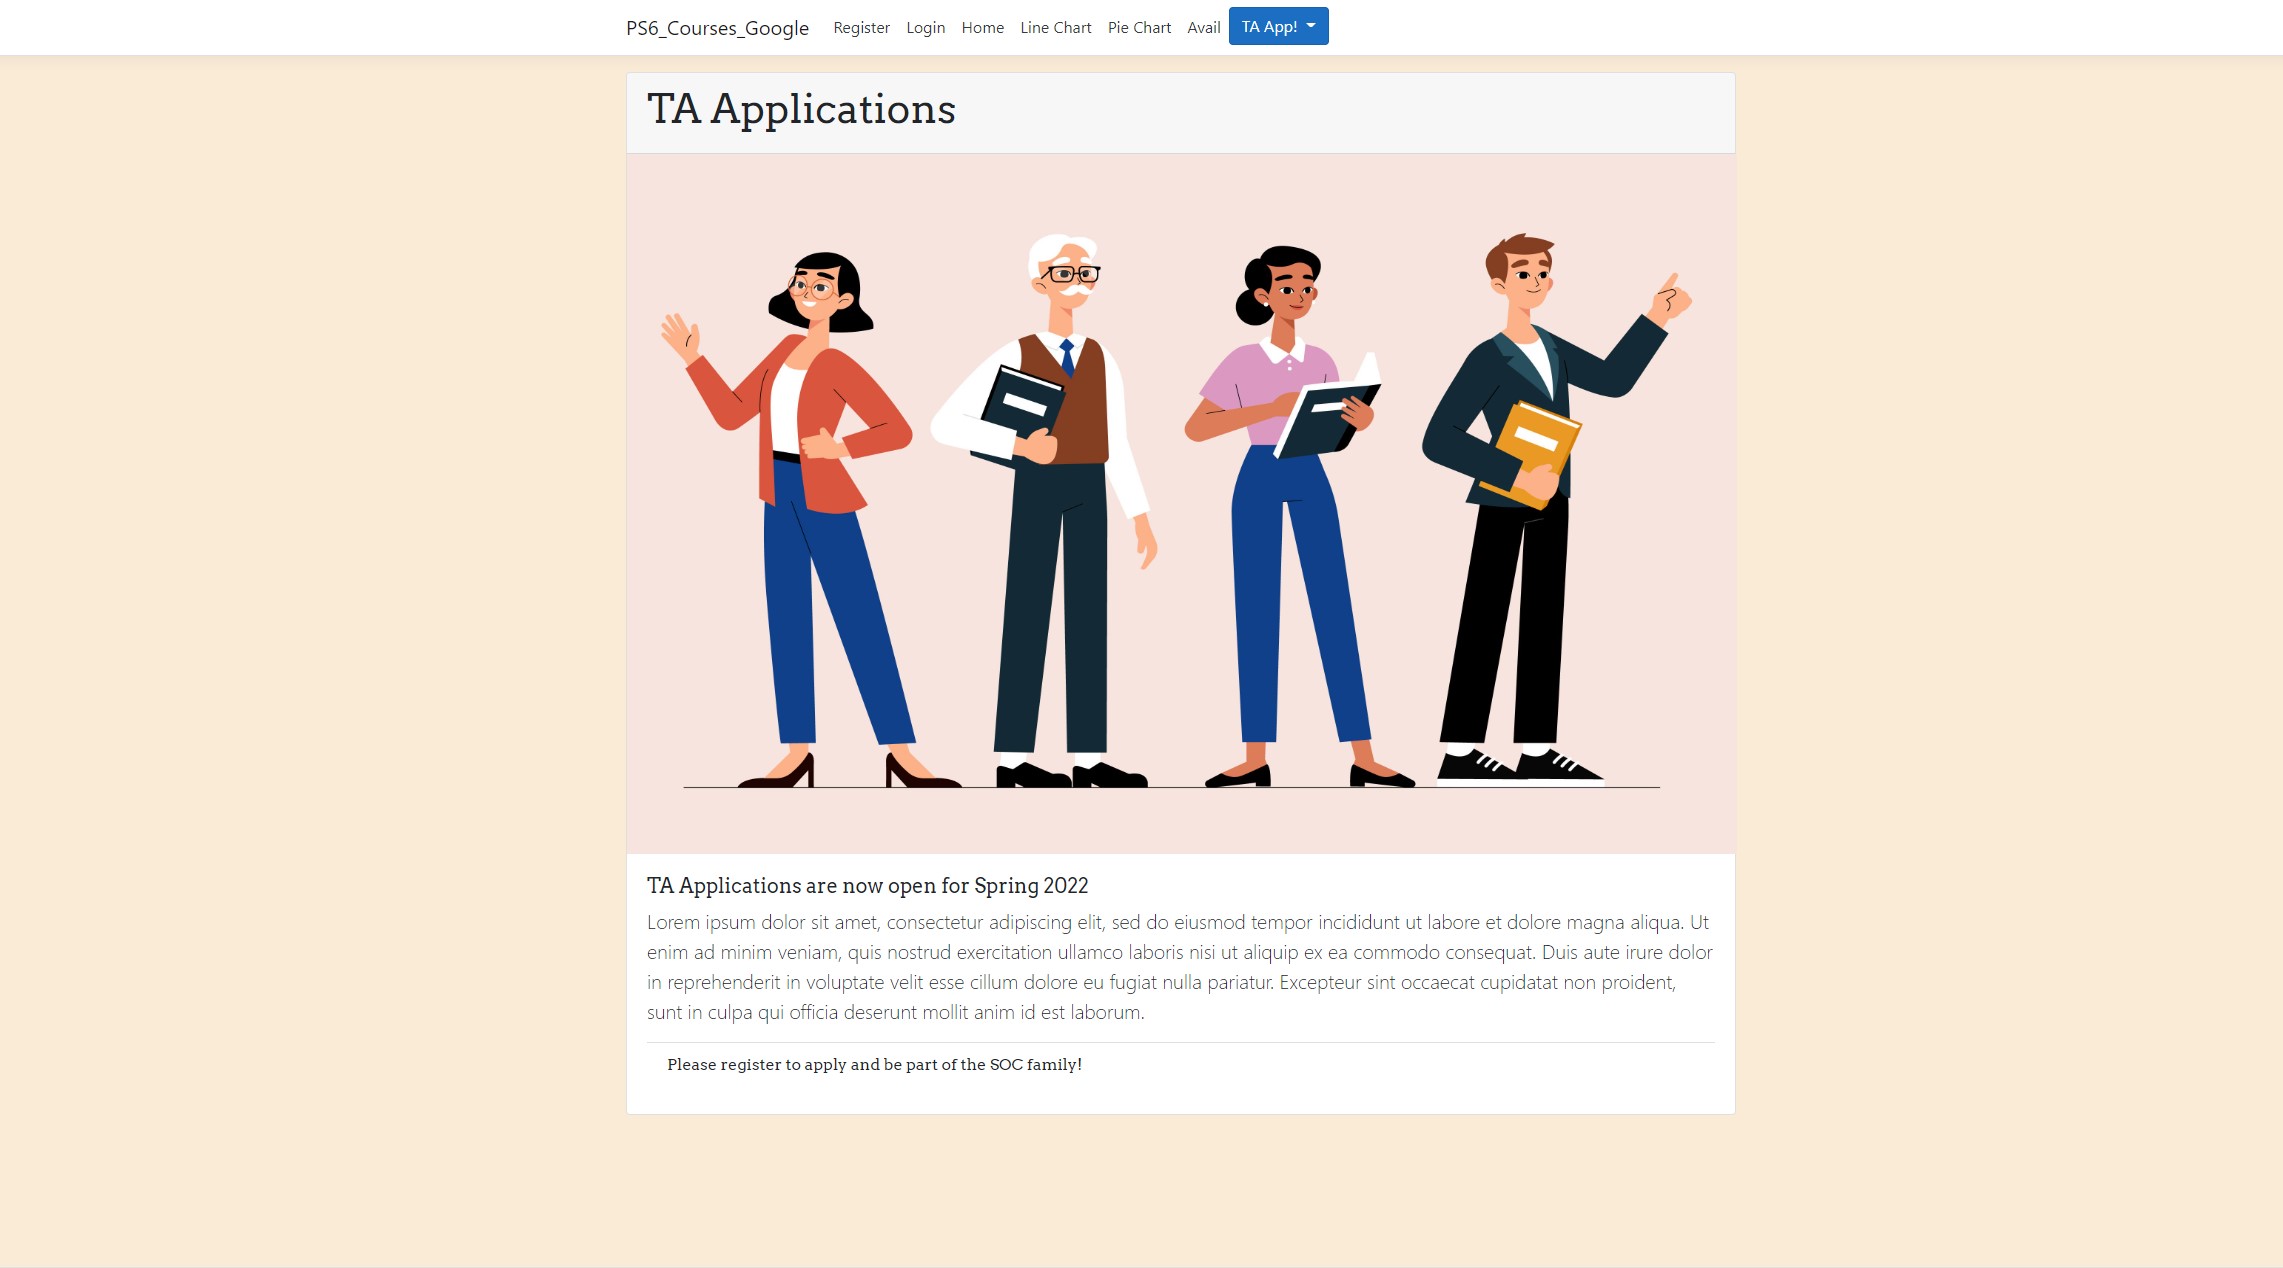 PS6_Courses_Google Register Login Home Line Chart Pie Chart Avail TA App!
TA Applications
TA Applications are now open for Spring 2022
Lorem ipsum dolor sit amet, consectetur adipiscing elit, sed do eiusmod tempor incididunt ut labore et dolore magna aliqua. Ut
enim ad minim veniam, quis nostrud exercitation ullamco laboris nisi ut aliquip ex ea commodo consequat. Duis aute irure dolor
in reprehenderit in voluptate velit esse cillum dolore eu fugiat nulla pariatur. Excepteur sint occaecat cupidatat non proident,
sunt in culpa qui officia deserunt mollit anim id est laborum.
Please register to apply and be part of the SOC family!